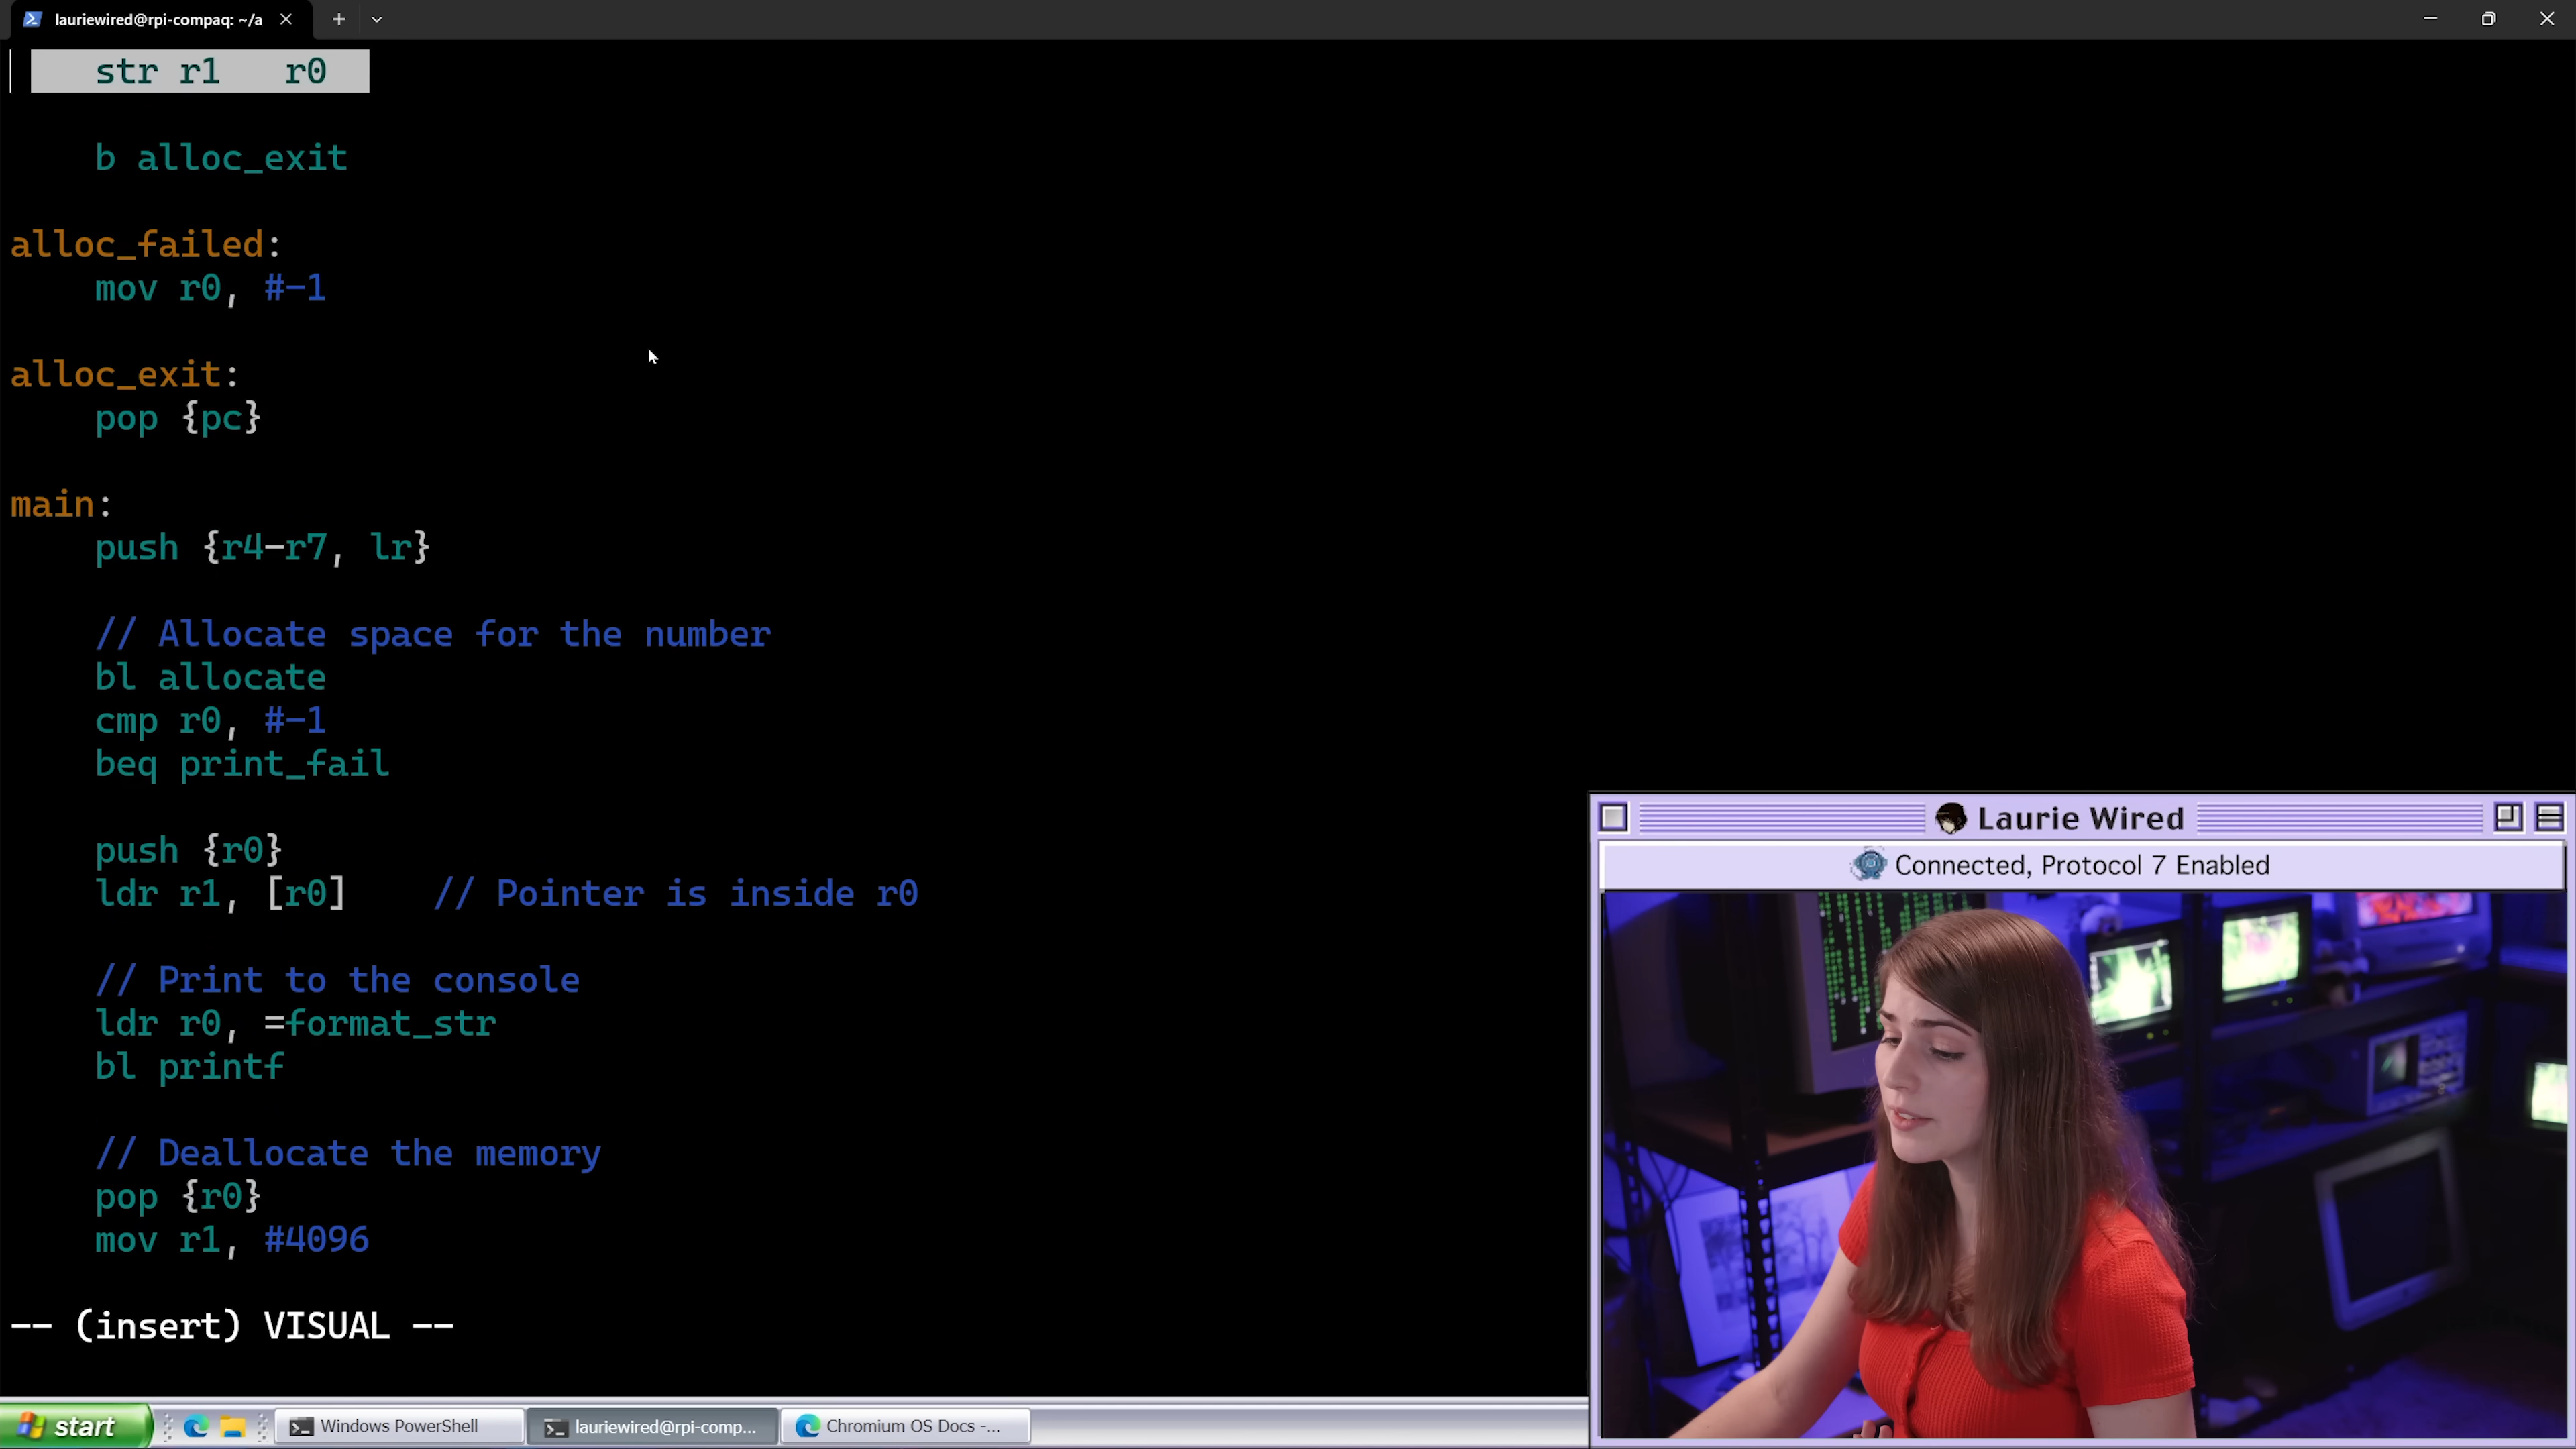 lauriewired@rpi-compaq: ~/a
str r1   r0
b alloc_exit
alloc_failed:
mov r0, #-1
alloc_exit:
pop {pc}
main:
push {r4-r7, lr}
// Allocate space for the number
bl allocate
cmp r0, #-1
beq print_fail
push {r0}
ldr r1, [r0]    // Pointer is inside r0
// Print to the console
ldr r0, =format_str
bl printf
// Deallocate the memory
pop {r0}
mov r1, #4096
-- (insert) VISUAL --
Laurie Wired
Connected, Protocol 7 Enabled
start
Windows PowerShell
lauriewired@rpi-comp...
Chromium OS Docs -...